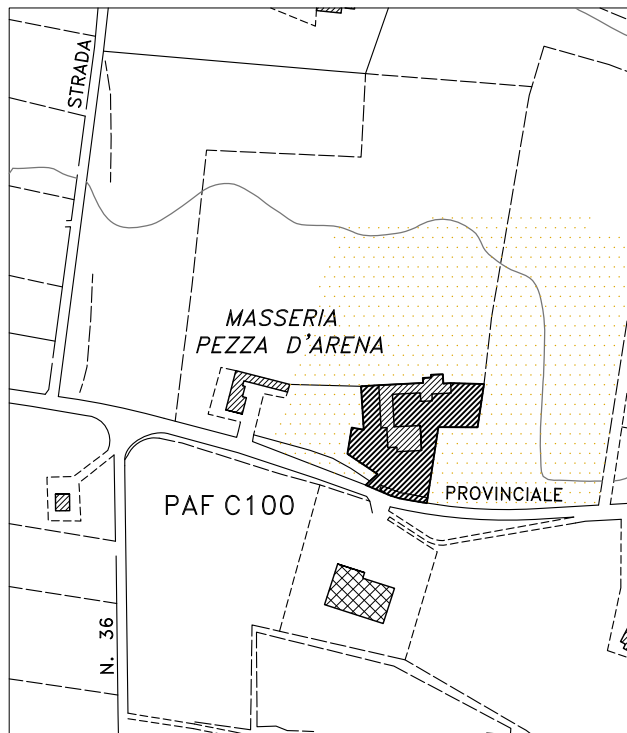 STRADA
MASSERIA
PEZZA D'ARENA
PROVINCIALE
PAF C100
N. 36